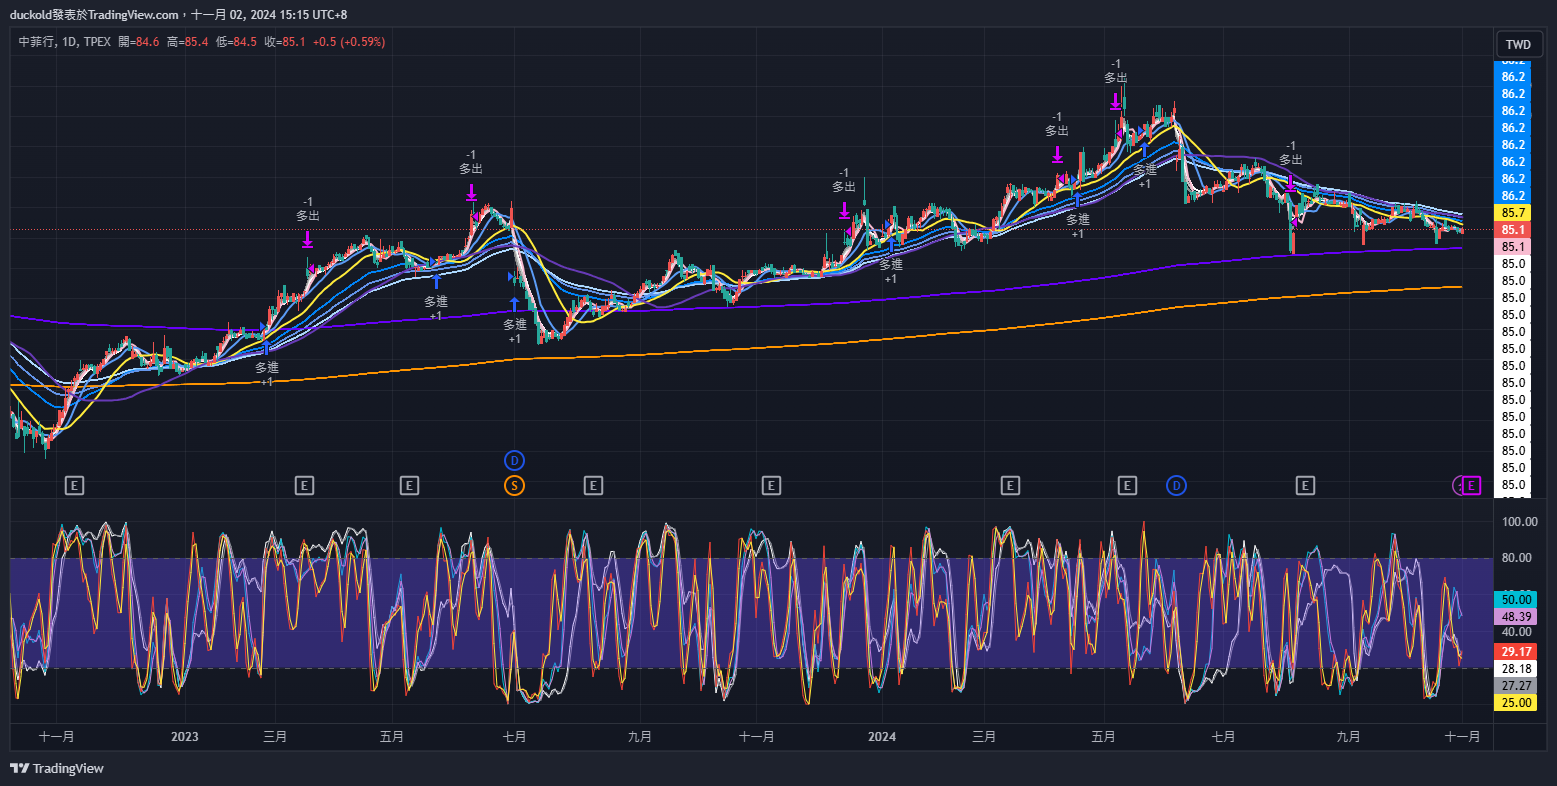 duckold發表於TradingView.com，十一月 02, 2024 15:15 UTC+8
中菲行, 1D, TPEX 開=84.6 高=85.4 低=84.5 收=85.1 +0.5 (+0.59%)
TWD
86.2
86.2
86.2
86.2
86.2
86.2
86.2
86.2
86.2
85.7
85.1
85.1
85.0
85.0
85.0
85.0
85.0
85.0
85.0
85.0
85.0
85.0
85.0
85.0
85.0
85.0
-1
多出
-1
多出
-1
多出
-1
多出
-1
多出
-1
多出
多進
+1
多進
+1
多進
+1
多進
+1
多進
+1
多進
+1
E
E
E
D
S
E
E
E
E
D
E
E
100.00
80.00
50.00
48.39
40.00
29.17
28.18
27.27
25.00
十一月 2023 三月 五月 七月 九月 十一月 2024 三月 五月 七月 九月 十一月
TradingView